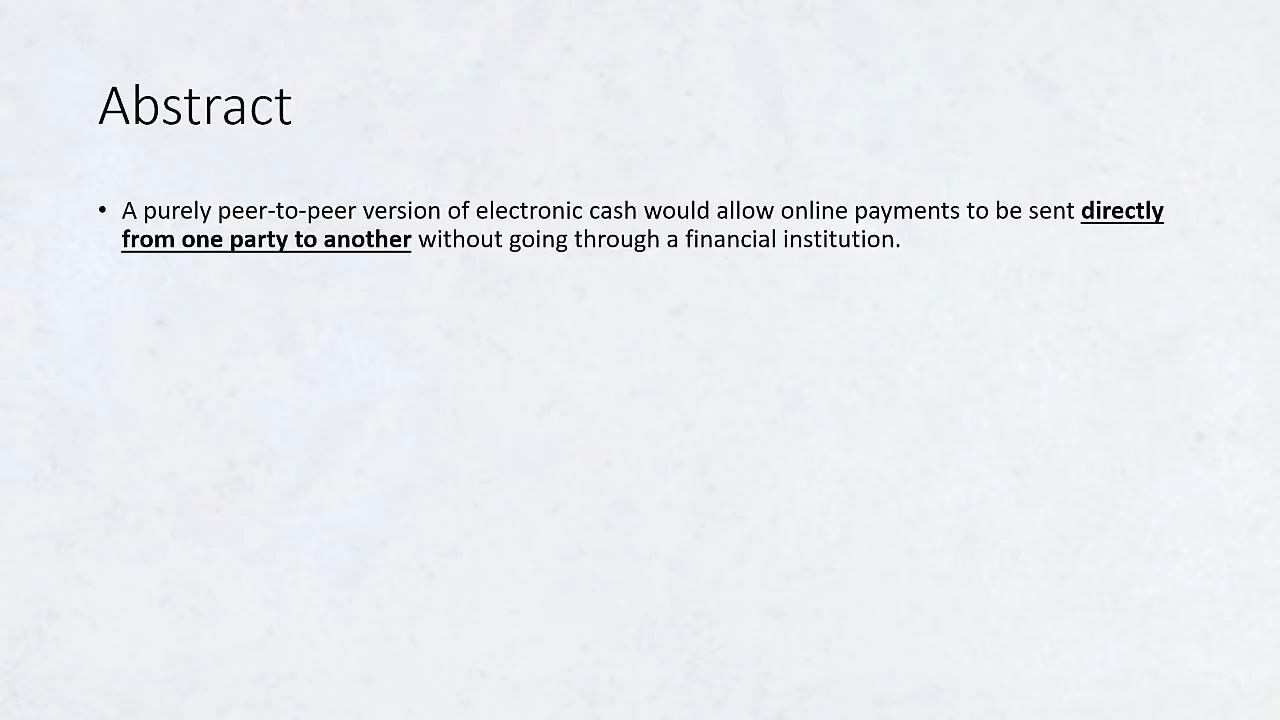 Abstract
• A purely peer-to-peer version of electronic cash would allow online payments to be sent directly
from one party to another without going through a financial institution.